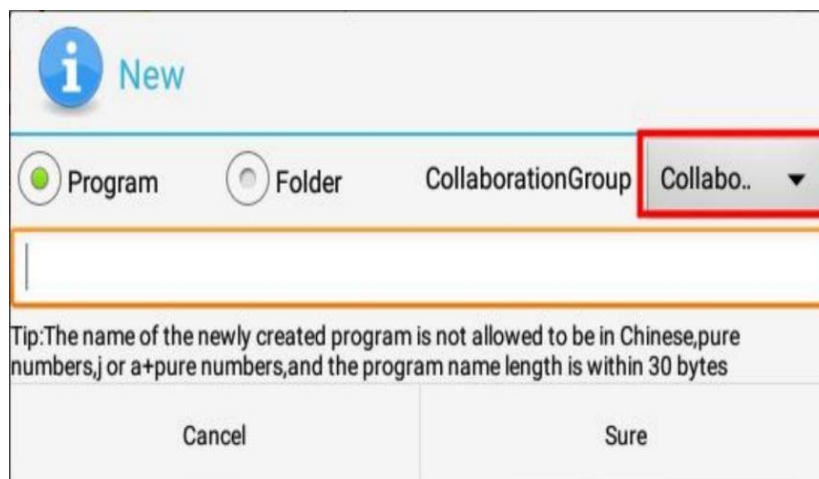 New
Program Folder CollaborationGroup Collabo..
Tip:The name of the newly created program is not allowed to be in Chinese,pure
numbers,j or a+pure numbers,and the program name length is within 30 bytes
Cancel Sure